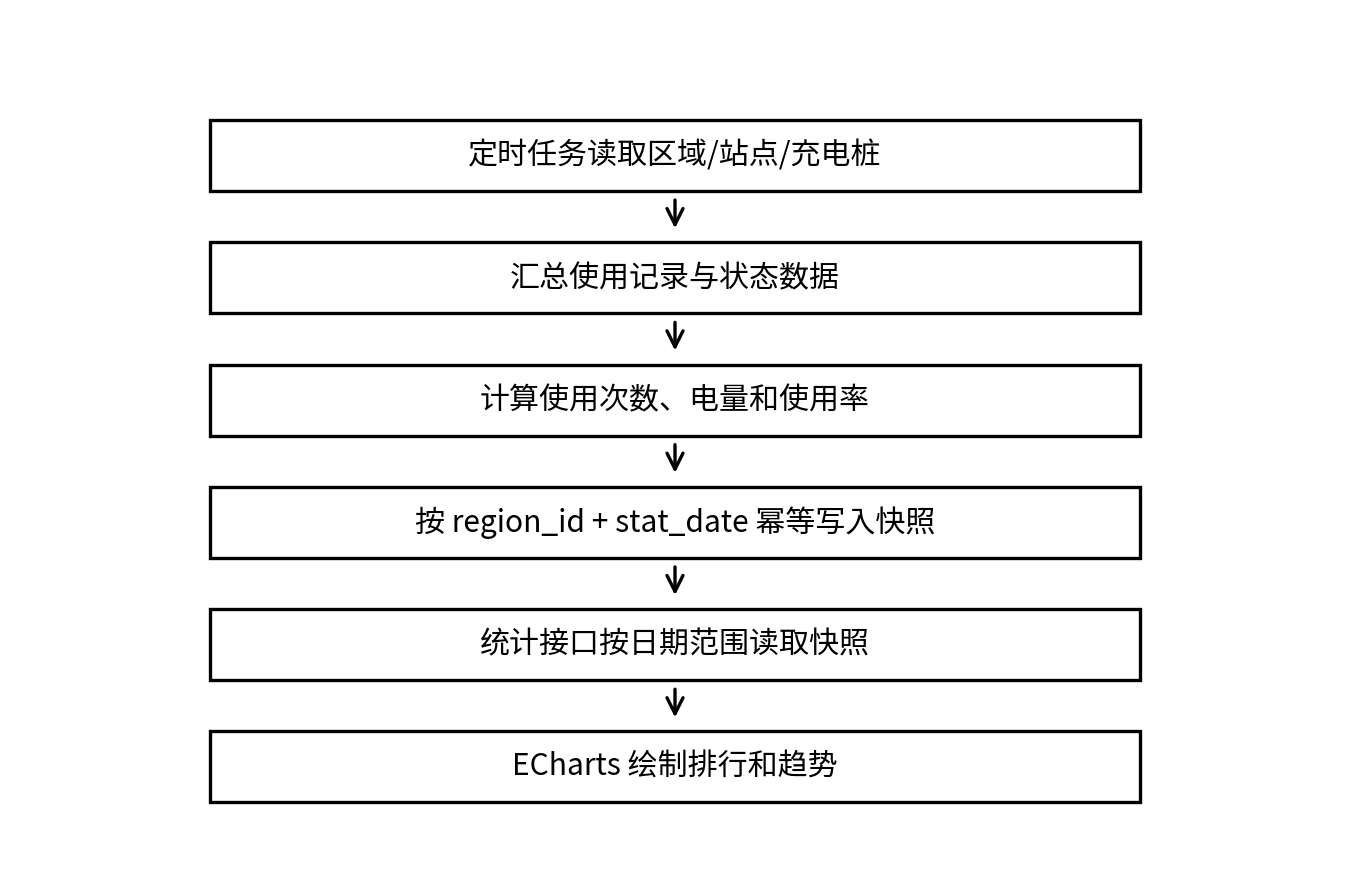 定时任务读取区域/站点/充电桩
汇总使用记录与状态数据
计算使用次数、电量和使用率
按 region_id + stat_date 幂等写入快照
统计接口按日期范围读取快照
ECharts 绘制排行和趋势